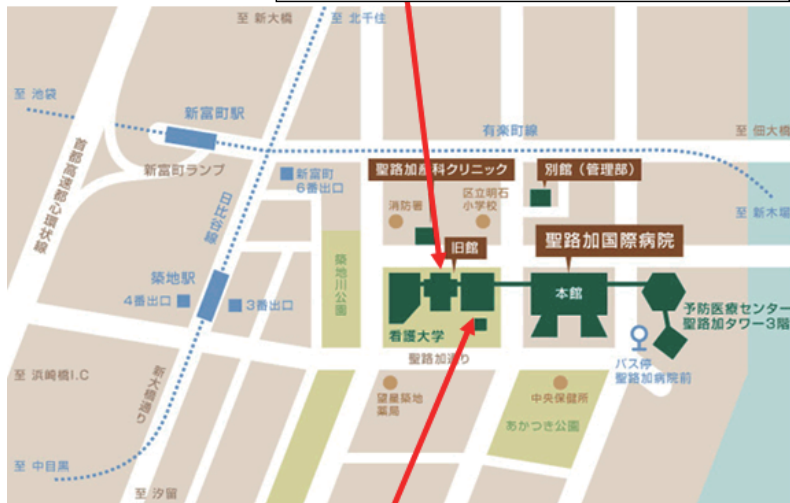 至 新大橋
至 北千住
至 池袋
新富町駅
有楽町線
至 佃大橋
首都高速都心環状線
新富町ランプ
新富町
6番出口
聖路加産科クリニック
別館（管理部）
日比谷線
消防署
区立明石
小学校
至 新木場
旧館
聖路加国際病院
築地川公園
築地駅
4番出口
3番出口
本館
予防医療センター
聖路加タワー3階
看護大学
聖路加通り
バス停
聖路加病院前
至 浜崎橋I.C
新大橋通り
望星築地
薬局
中央保健所
あかつき公園
至 中目黒
至 汐留